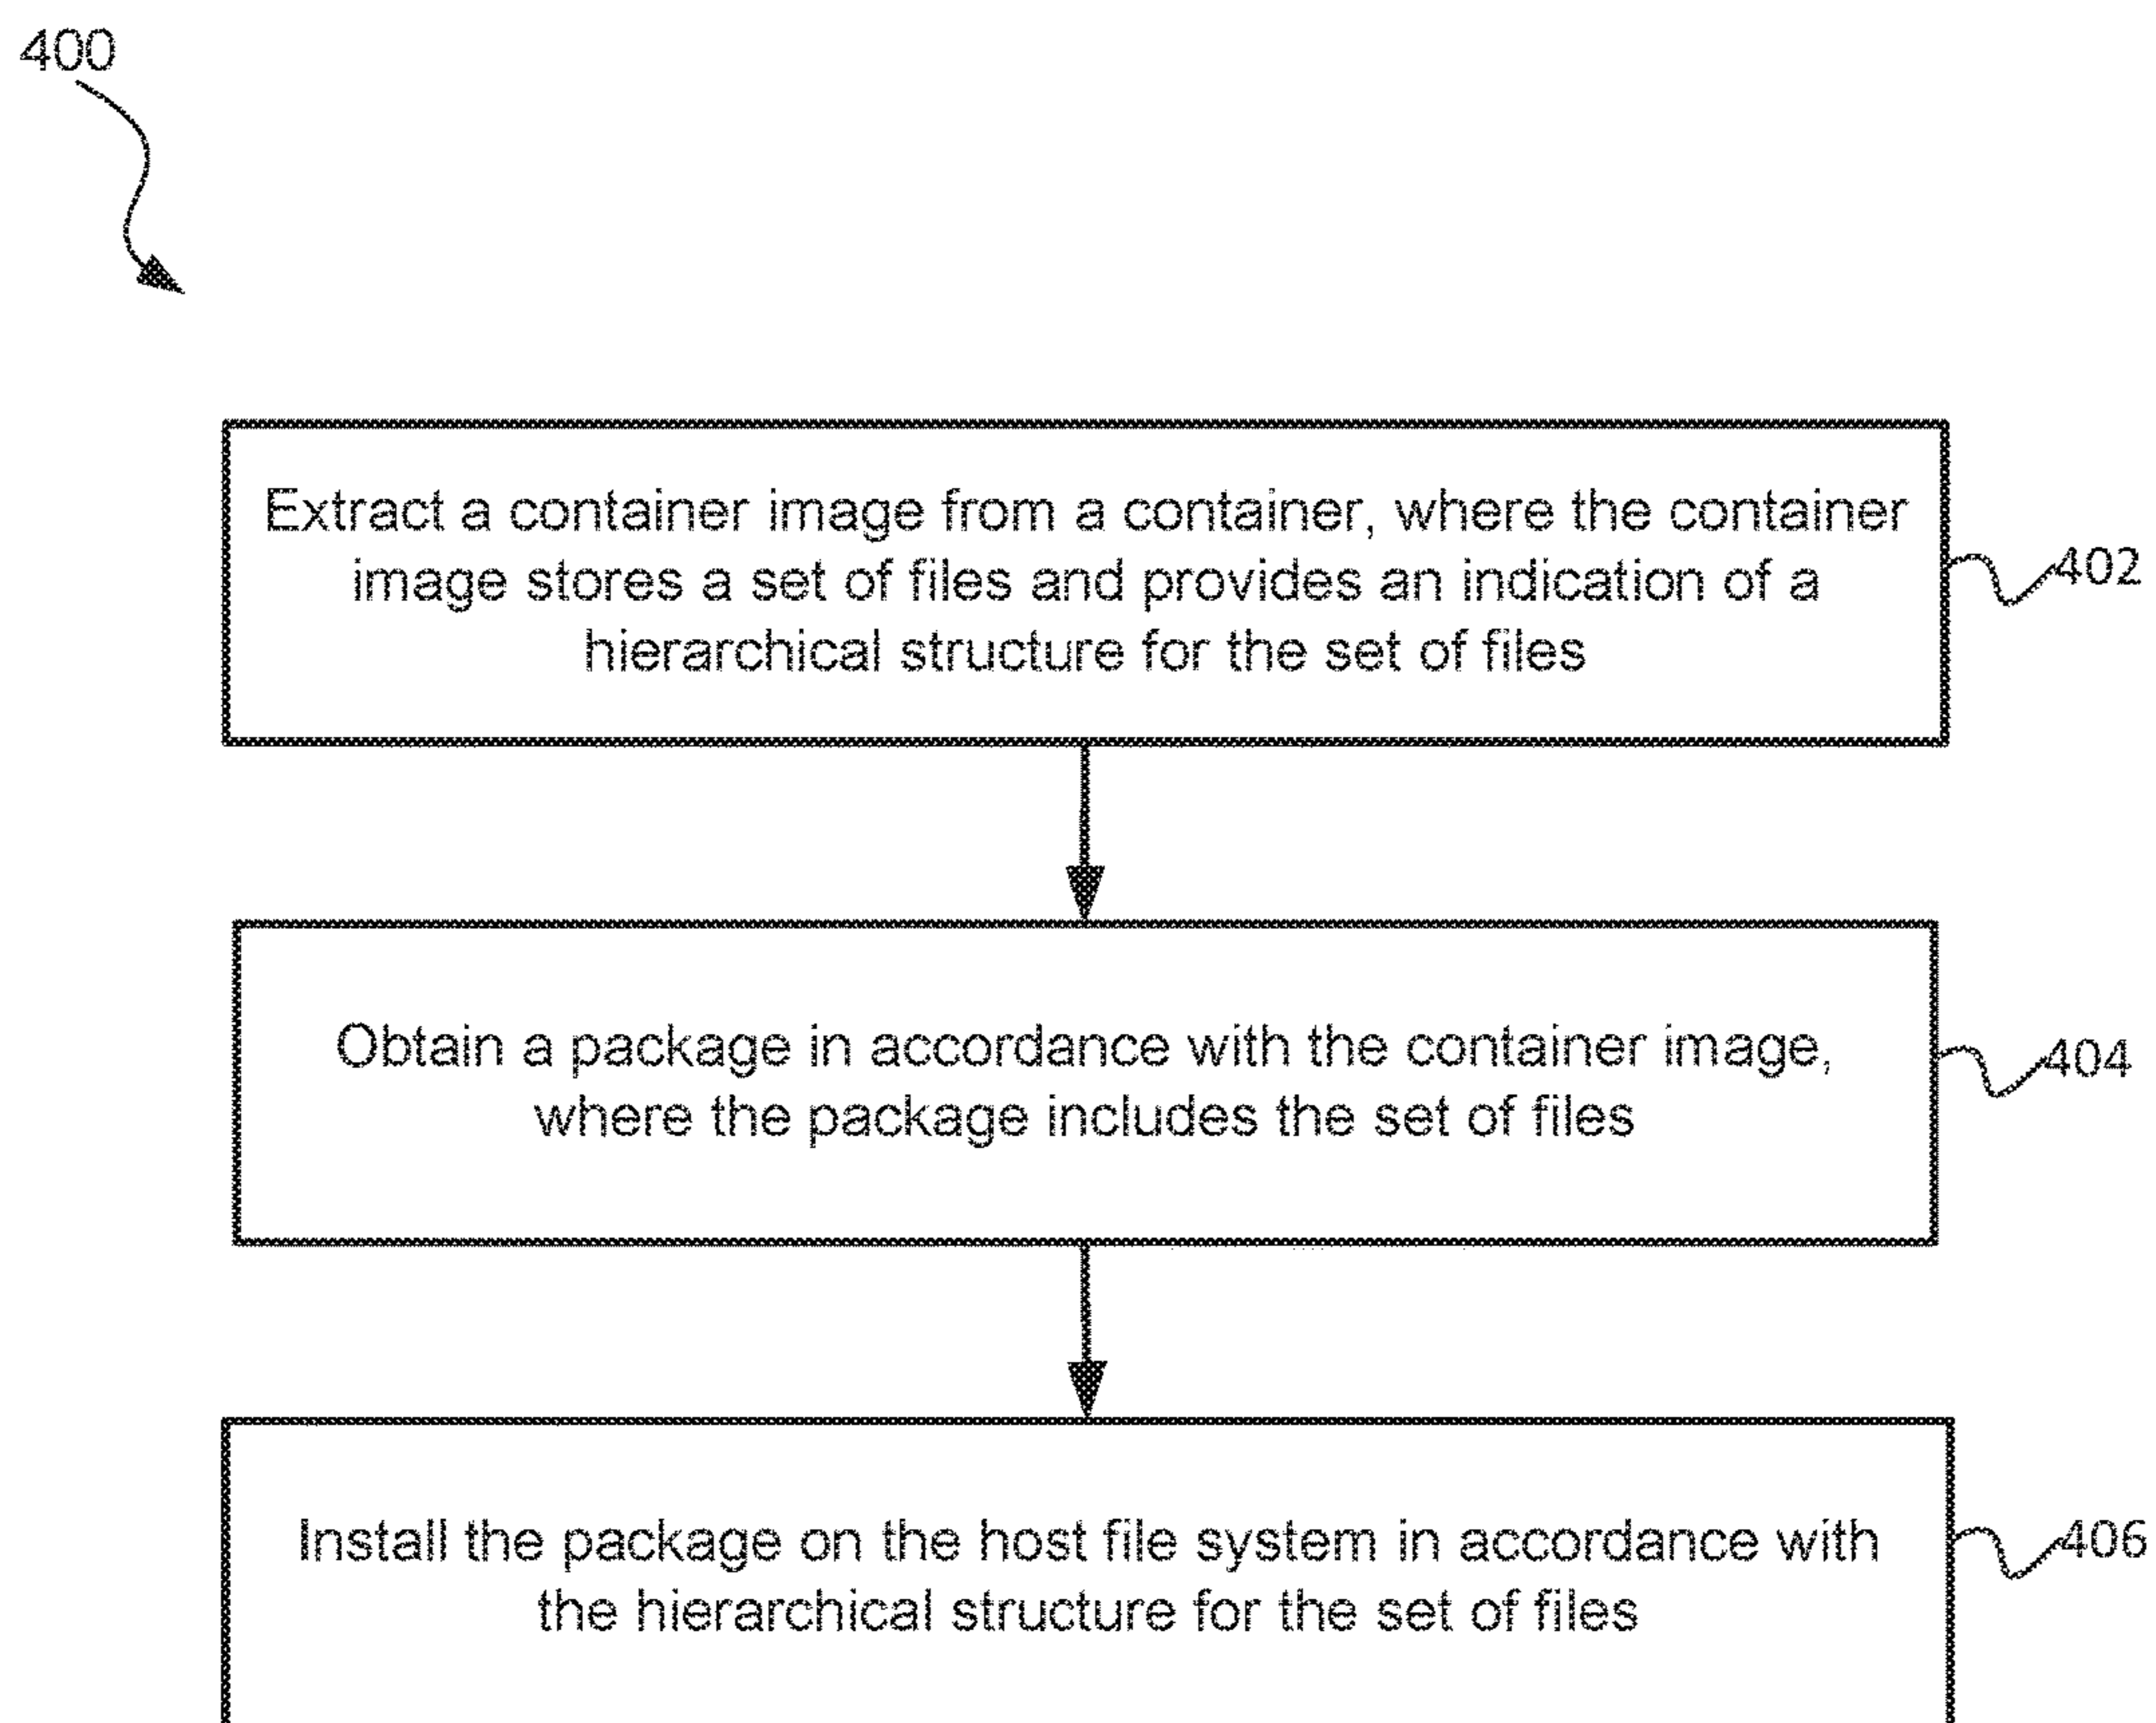 400
Extract a container image from a container, where the container
image stores a set of files and provides an indication of a
hierarchical structure for the set of files
402
Obtain a package in accordance with the container image,
where the package includes the set of files
404
Install the package on the host file system in accordance with
the hierarchical structure for the set of files
406